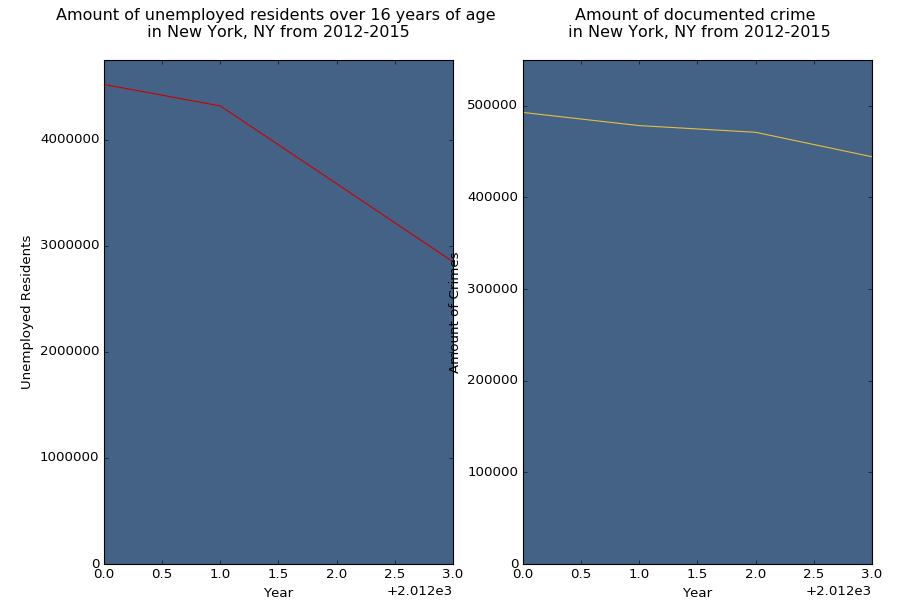 Amount of unemployed residents over 16 years of age
in New York, NY from 2012-2015
Unemployed Residents
4000000
3000000
2000000
1000000
0
0.0 0.5 1.0 1.5 2.0 2.5 3.0
+2.012e3
Year
Amount of documented crime
in New York, NY from 2012-2015
Amount of Crimes
500000
400000
300000
200000
100000
0
0.0 0.5 1.0 1.5 2.0 2.5 3.0
+2.012e3
Year